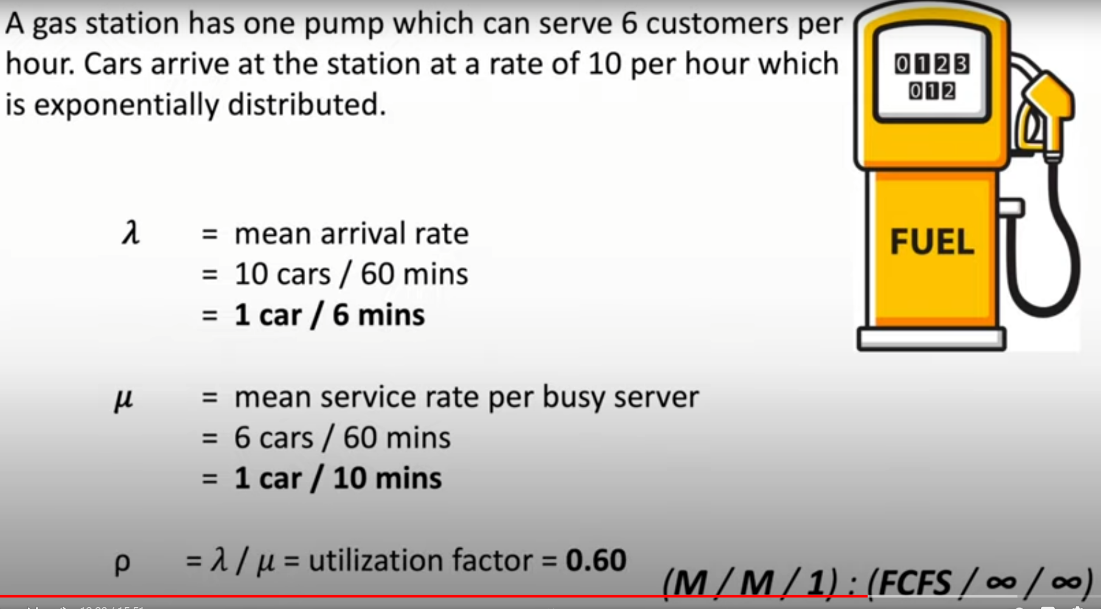 A gas station has one pump which can serve 6 customers per
hour. Cars arrive at the station at a rate of 10 per hour which
is exponentially distributed.
0123
012
FUEL
λ = mean arrival rate
= 10 cars / 60 mins
= 1 car / 6 mins
μ = mean service rate per busy server
= 6 cars / 60 mins
= 1 car / 10 mins
ρ = λ / μ = utilization factor = 0.60
(M / M / 1) : (FCFS / ∞ / ∞)